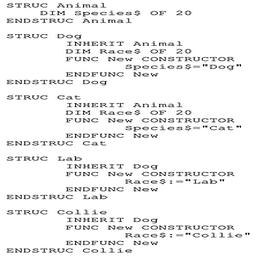 STRUC Animal
DIM Species$ OF 20
ENDSTRUC Animal
STRUC Dog
INHERIT Animal
DIM Race$ OF 20
FUNC New CONSTRUCTOR
Species$="Dog"
ENDFUNC New
ENDSTRUC Dog
STRUC Cat
INHERIT Animal
DIM Race$ OF 20
FUNC New CONSTRUCTOR
Species$="Cat"
ENDFUNC New
ENDSTRUC Cat
STRUC Lab
INHERIT Dog
FUNC New CONSTRUCTOR
Race$:="Lab"
ENDFUNC New
ENDSTRUC Lab
STRUC Collie
INHERIT Dog
FUNC New CONSTRUCTOR
Race$:="Collie"
ENDFUNC New
ENDSTRUC Collie